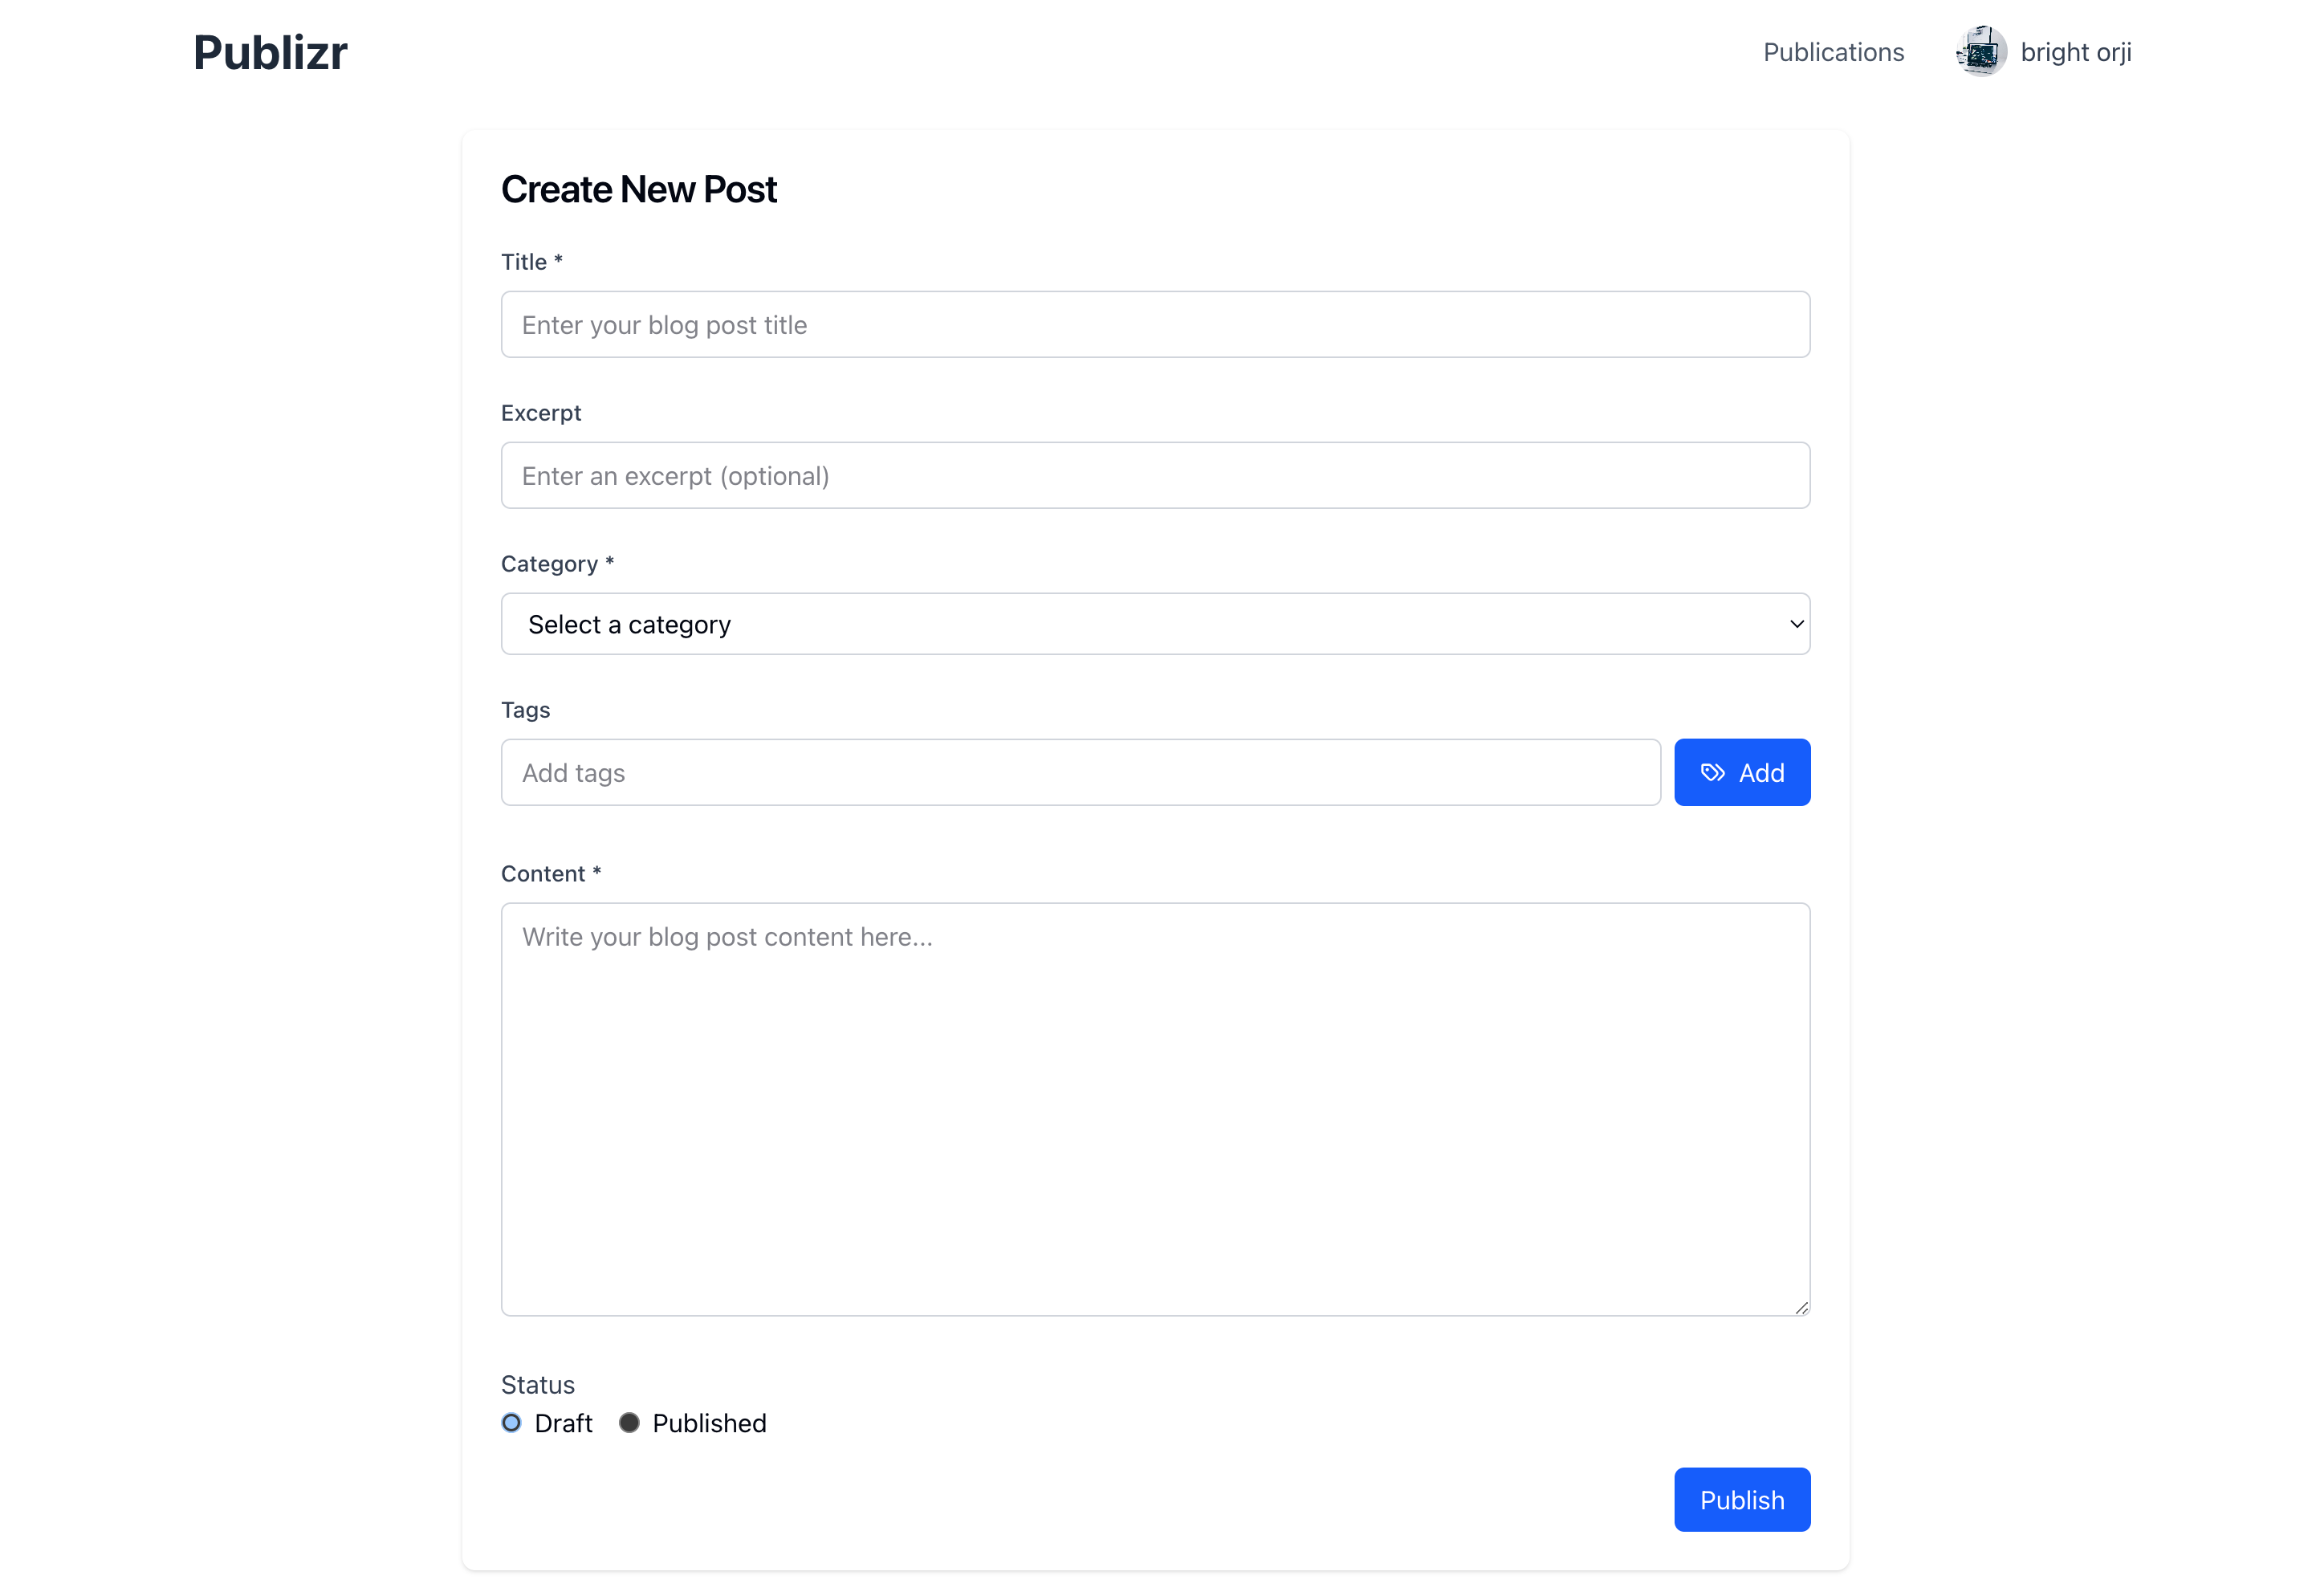 Publizr
Publications
bright orji
Create New Post
Title *
Enter your blog post title
Excerpt
Enter an excerpt (optional)
Category *
Select a category
Tags
Add tags
Add
Content *
Write your blog post content here...
Status
Draft
Published
Publish